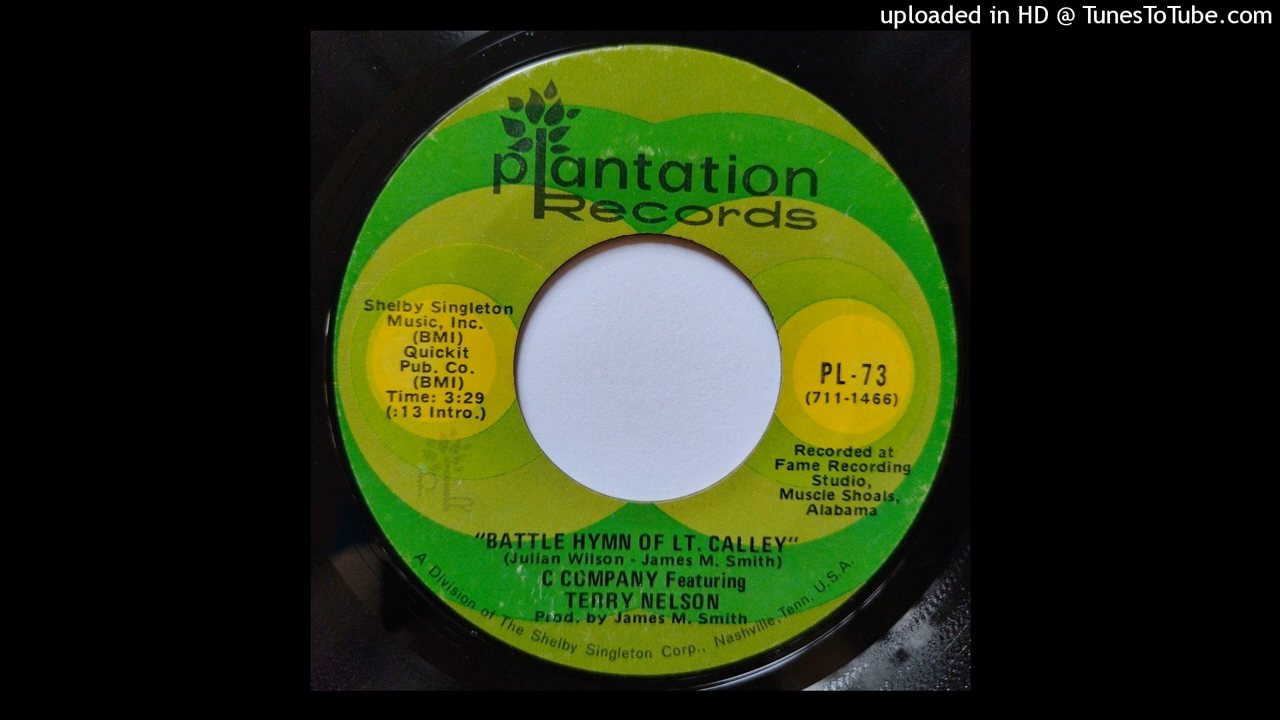 uploaded in HD @ TunesToTube.com
plantation
Records
Shelby Singleton
Music, Inc.
(BMI)
Quickit
Pub. Co.
(BMI)
Time: 3:29
(:13 Intro.)
PL-73
(711-1466)
Recorded at
Fame Recording
Studio,
Muscle Shoals,
Alabama
"BATTLE HYMN OF LT. CALLEY"
(Julian Wilson - James M. Smith)
C COMPANY Featuring
TERRY NELSON
Prod. by James M. Smith
A Division of The Shelby Singleton Corp., Nashville, Tenn. U.S.A.